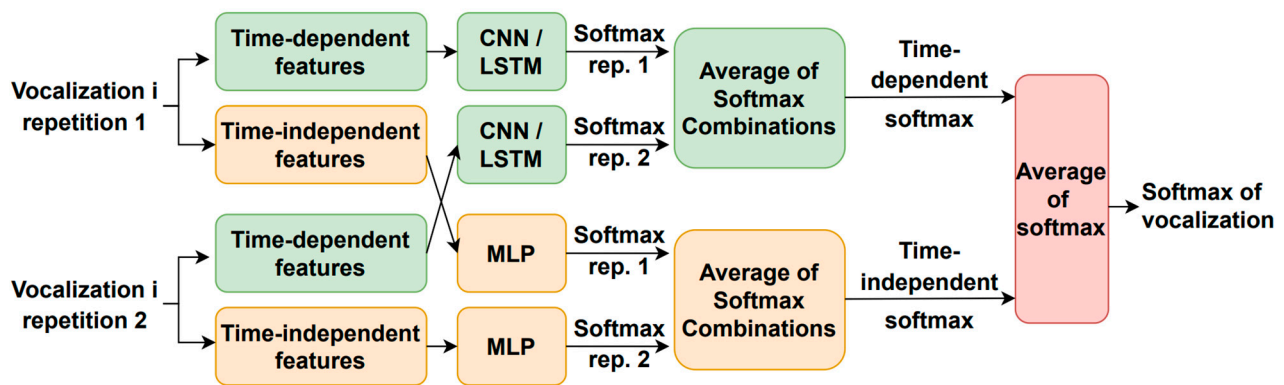 Vocalization i
repetition 1
Time-dependent
features
CNN /
LSTM
Softmax
rep. 1
Average of
Softmax
Combinations
Time-
dependent
softmax
Time-independent
features
CNN /
LSTM
Softmax
rep. 2
Average
of
softmax
Softmax of
vocalization
Vocalization i
repetition 2
Time-dependent
features
MLP
Softmax
rep. 1
Average of
Softmax
Combinations
Time-
independent
softmax
Time-independent
features
MLP
Softmax
rep. 2